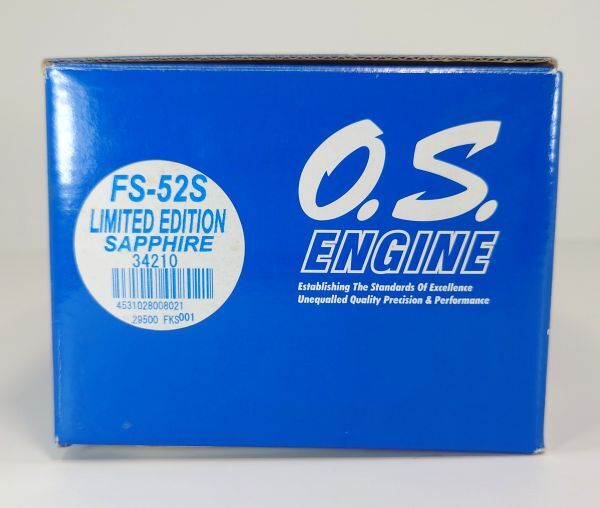 FS-52S
LIMITED EDITION
SAPPHIRE
34210
4531028008021
29500 FKS001
O.S.
ENGINE
Establishing The Standards Of Excellence
Unequalled Quality Precision & Performance